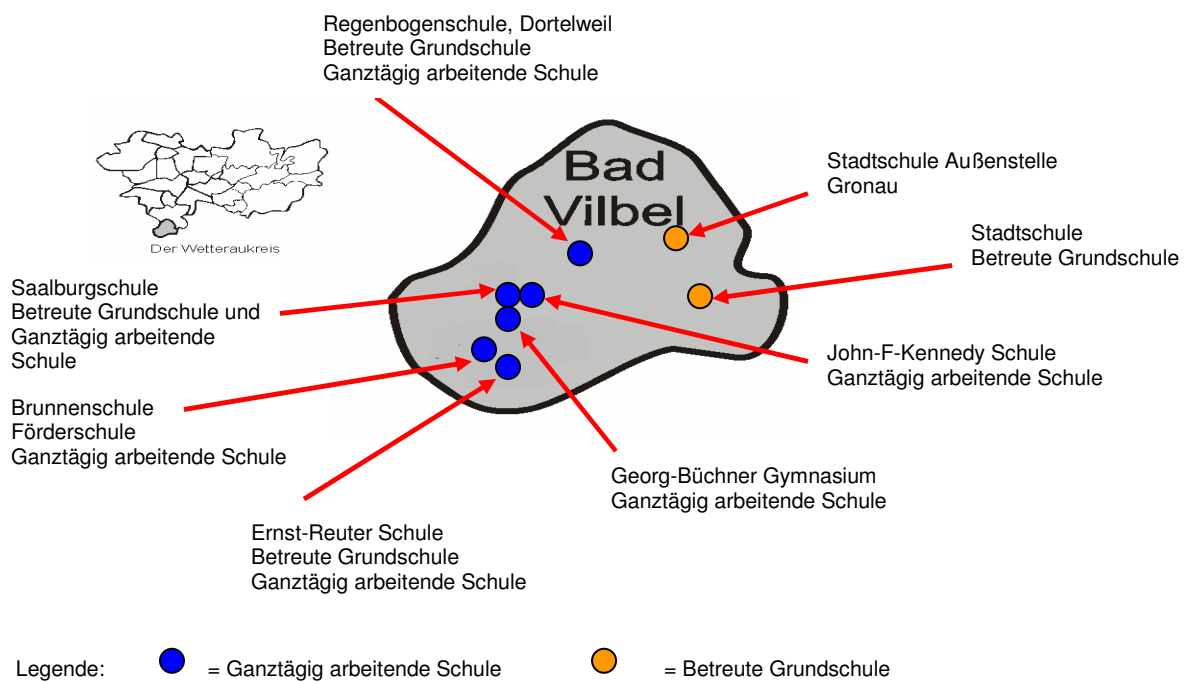 Regenbogenschule, Dortelweil
Betreute Grundschule
Ganztägig arbeitende Schule
Bad
Vilbel
Stadtschule Außenstelle
Gronau
Der Wetteraukreis
Stadtschule
Betreute Grundschule
Saalburgschule
Betreute Grundschule und
Ganztägig arbeitende
Schule
John-F-Kennedy Schule
Ganztägig arbeitende Schule
Brunnenschule
Förderschule
Ganztägig arbeitende Schule
Georg-Büchner Gymnasium
Ganztägig arbeitende Schule
Ernst-Reuter Schule
Betreute Grundschule
Ganztägig arbeitende Schule
Legende: = Ganztägig arbeitende Schule = Betreute Grundschule